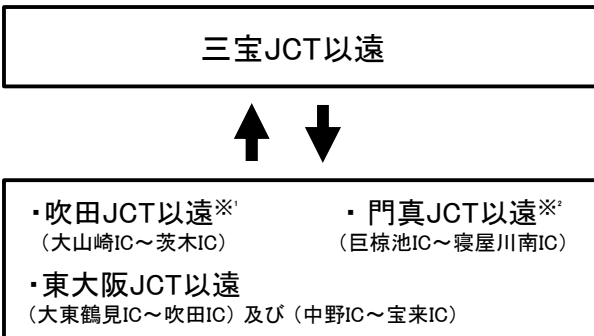 三宝JCT以遠
・吹田JCT以遠※1 ・門真JCT以遠※2
（大山崎IC～茨木IC） （巨椋池IC～寝屋川南IC）
・東大阪JCT以遠
（大東鶴見IC～吹田IC）及び（中野IC～宝来IC）